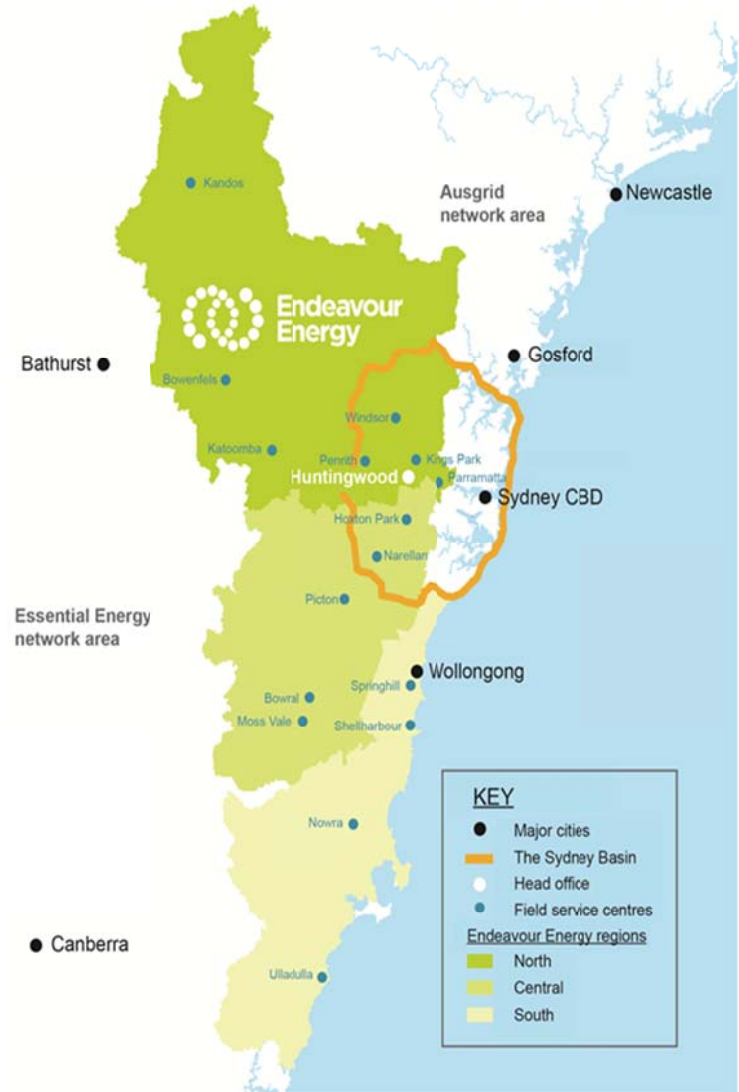 Kandos
Ausgrid
network area
Newcastle
Endeavour
Energy
Bathurst
Gosford
Bowenfels
Windsor
Katoomba
Penrith
Kings Park
Huntingwood
Parramatta
Sydney CBD
Hoxton Park
Narellan
Picton
Essential Energy
network area
Wollongong
Springhill
Bowral
Moss Vale
Shellharbour
KEY
Major cities
The Sydney Basin
Head office
Field service centres
Endeavour Energy regions
North
Central
South
Nowra
Canberra
Ulladulla